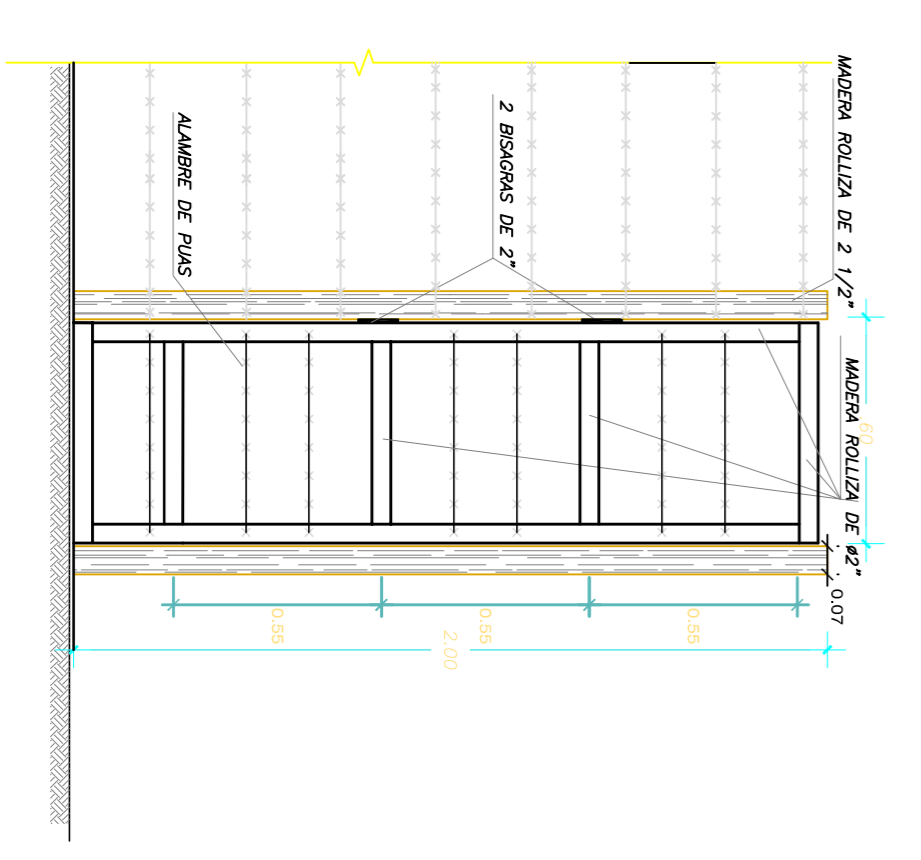 MADERA ROLLIZA DE 2 1/2"
2 BISAGRAS DE 2"
ALAMBRE DE PUAS
.60
MADERA ROLLIZA DE ø2"
0.07
0.55
0.55
0.55
2.00